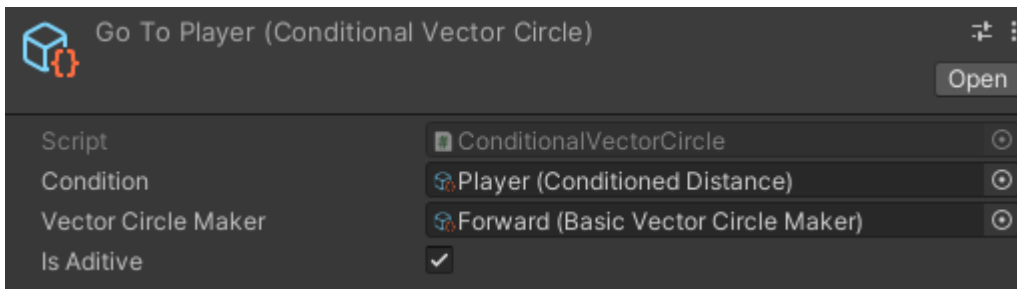 Go To Player (Conditional Vector Circle)
Open
Script ConditionalVectorCircle
Condition Player (Conditioned Distance)
Vector Circle Maker Forward (Basic Vector Circle Maker)
Is Aditive